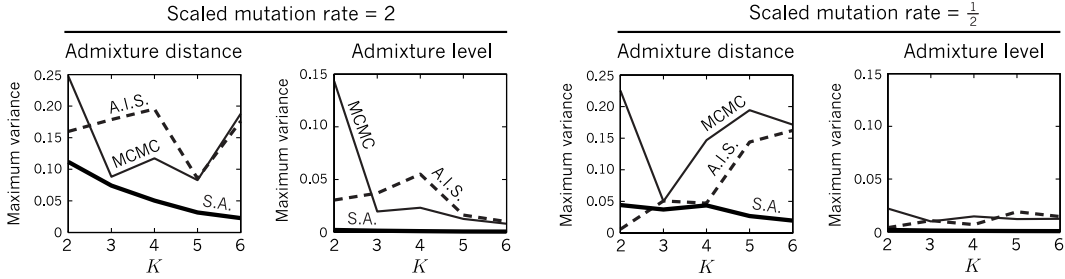 Scaled mutation rate = 2
Scaled mutation rate = 1/2
Admixture distance
Admixture level
Admixture distance
Admixture level
Maximum variance
0.25
0.20
0.15
0.10
0.05
0
2 3 4 5 6
K
A.I.S.
MCMC
S.A.
Maximum variance
0.15
0.10
0.05
0
2 3 4 5 6
K
MCMC
A.I.S.
S.A.
Maximum variance
0.25
0.20
0.15
0.10
0.05
0
2 3 4 5 6
K
MCMC
A.I.S.
S.A.
Maximum variance
0.15
0.10
0.05
0
2 3 4 5 6
K